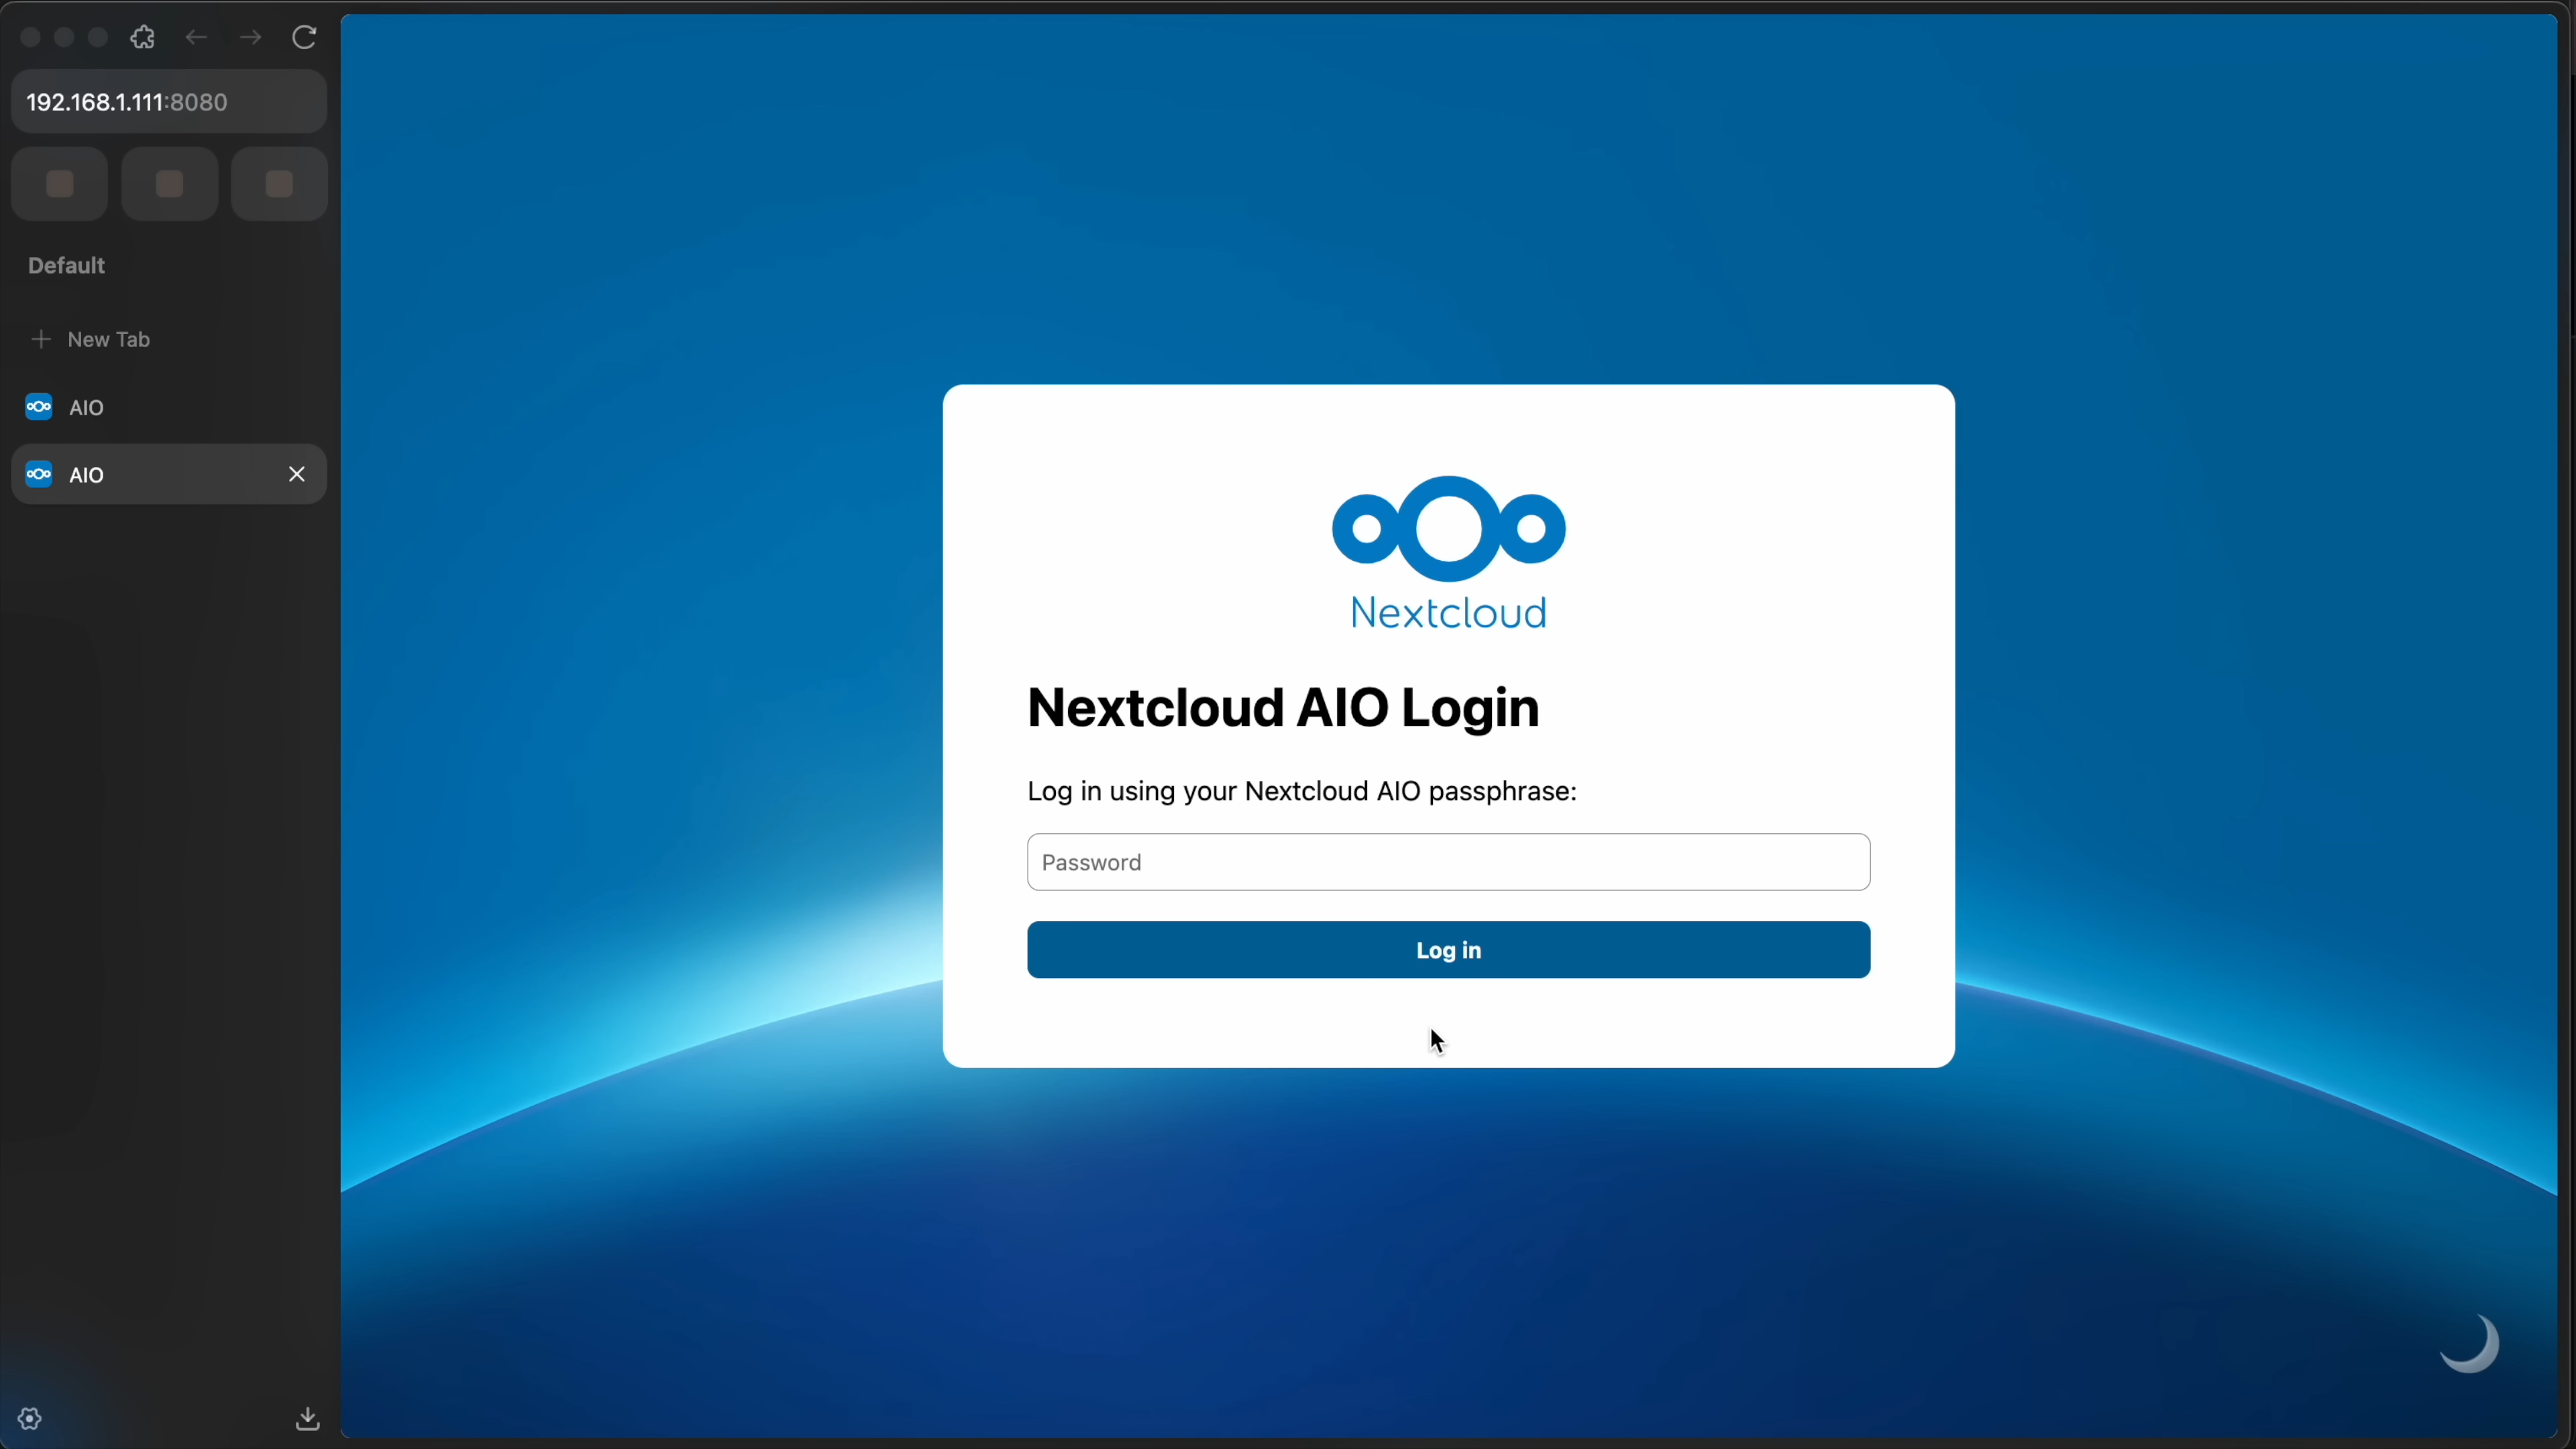 192.168.1.111:8080
Default
New Tab
AIO
AIO
Nextcloud
Nextcloud AIO Login
Log in using your Nextcloud AIO passphrase:
Password
Log in